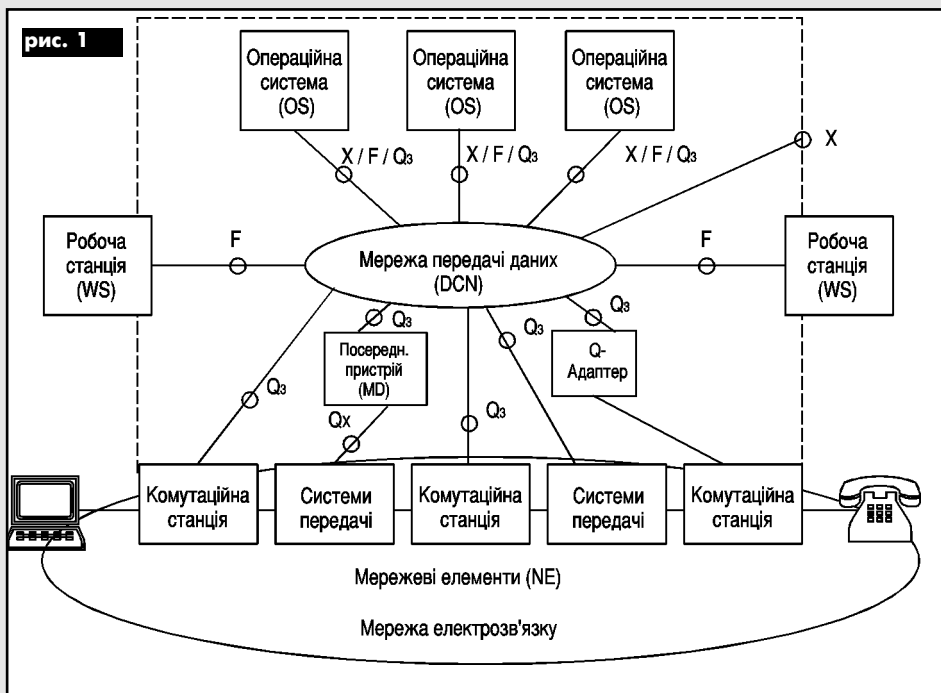 рис. 1
Операційна
система
(OS)
Операційна
система
(OS)
Операційна
система
(OS)
X / F / Q₃
X / F / Q₃
X / F / Q₃
X
Робоча
станція
(WS)
F
Мережа передачі даних
(DCN)
F
Робоча
станція
(WS)
Q₃
Посередн.
пристрій
(MD)
Q₃
Q₃
Q-
Адаптер
Q₃
Q₃
Qx
Комутаційна
станція
Системи
передачі
Комутаційна
станція
Системи
передачі
Комутаційна
станція
Мережеві елементи (NE)
Мережа електрозв'язку